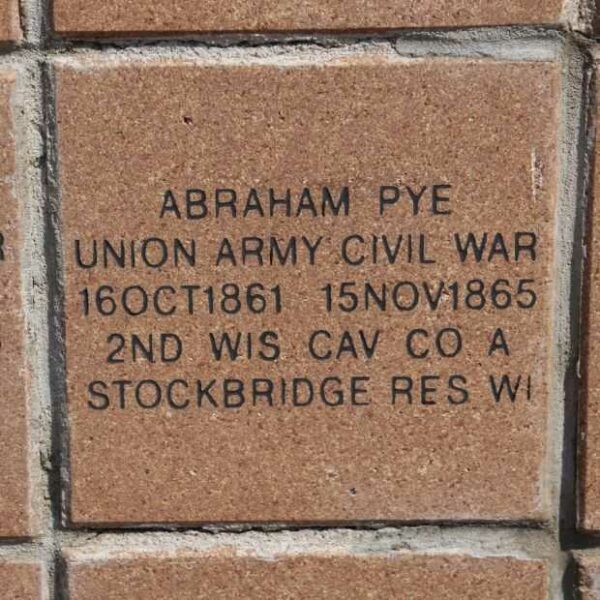 ABRAHAM PYE
UNION ARMY CIVIL WAR
16OCT1861 15NOV1865
2ND WIS CAV CO A
STOCKBRIDGE RES WI